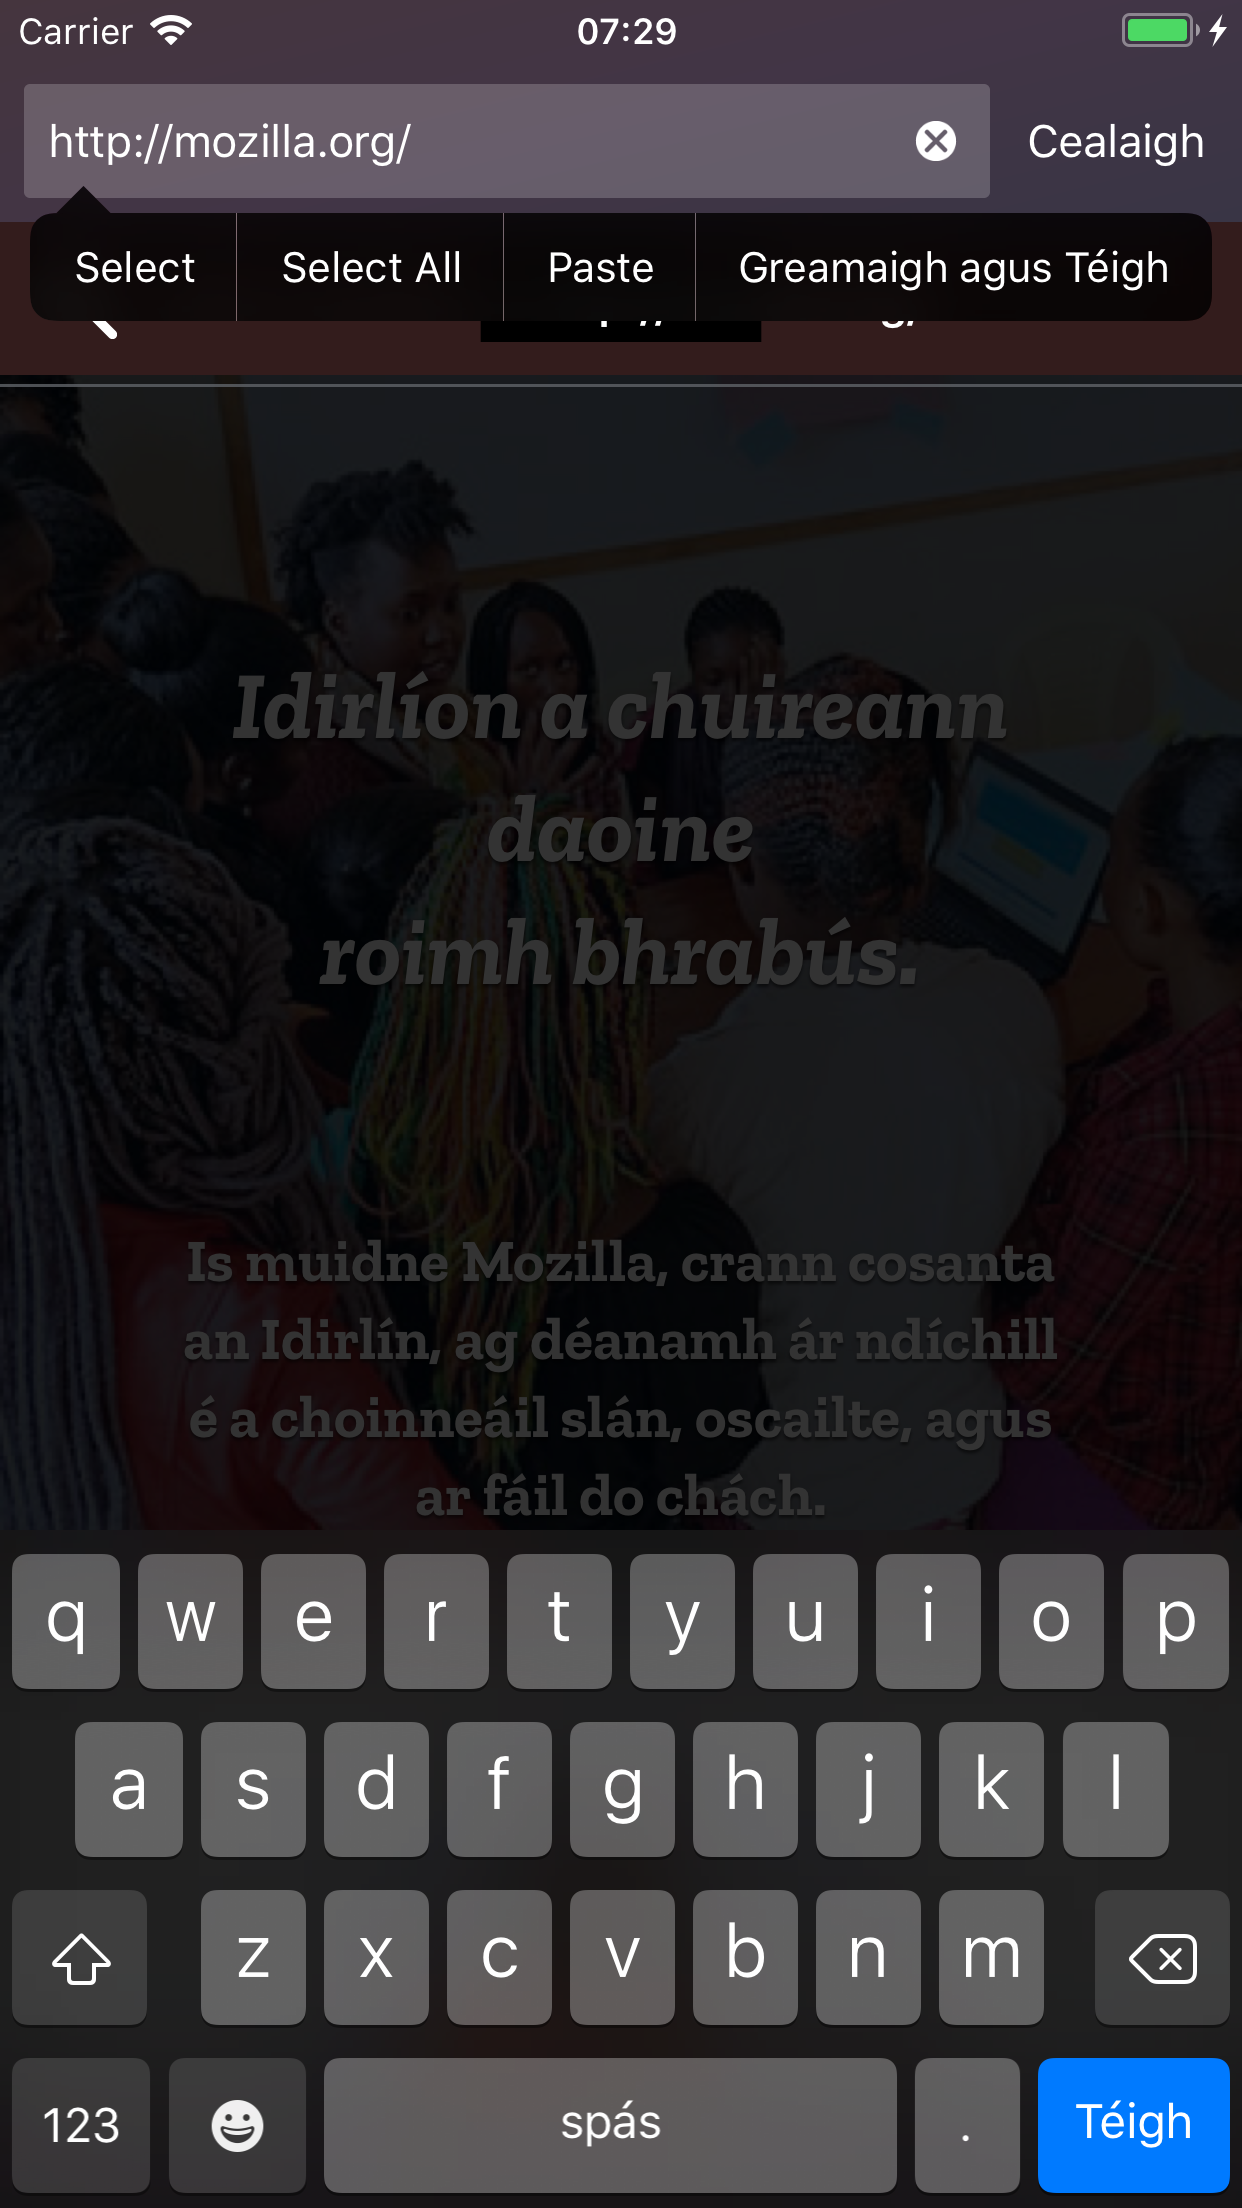 Carrier 07:29
http://mozilla.org/ Cealaigh
Select Select All Paste Greamaigh agus Téigh
Idirlíon a chuireann
daoine
roimh bhrabús.
Is muidne Mozilla, crann cosanta
an Idirlín, ag déanamh ár ndíchill
é a choinneáil slán, oscailte, agus
ar fáil do chách.
q w e r t y u i o p
a s d f g h j k l
z x c v b n m
123 spás . Téigh